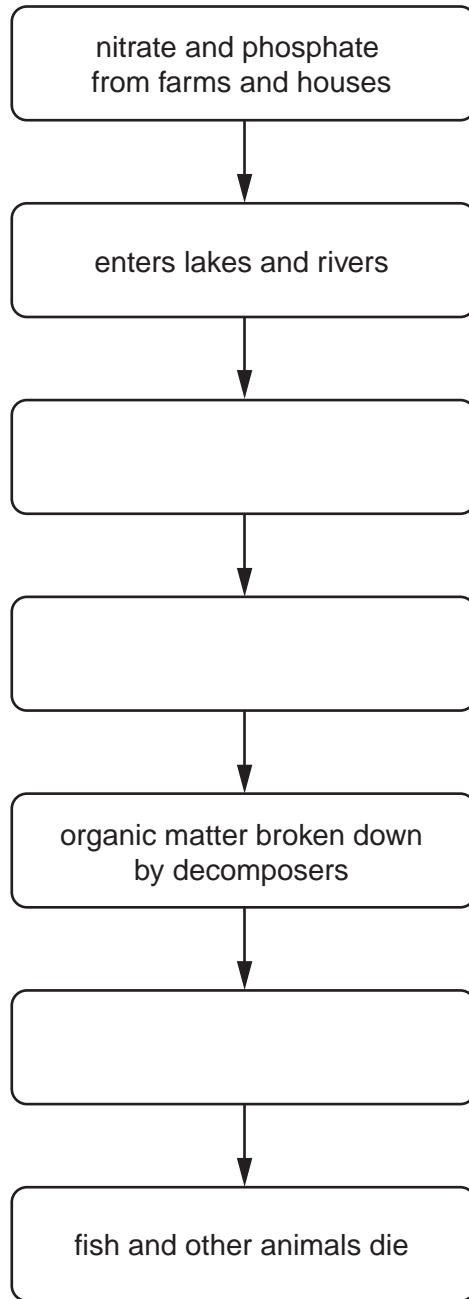 nitrate and phosphate
from farms and houses
enters lakes and rivers
organic matter broken down
by decomposers
fish and other animals die